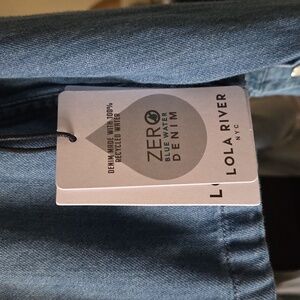 DENIM MADE WITH 100%
RECYCLED WATER
ZERO
BLUE WATER
DENIM
LOLA RIVER
NYC
L